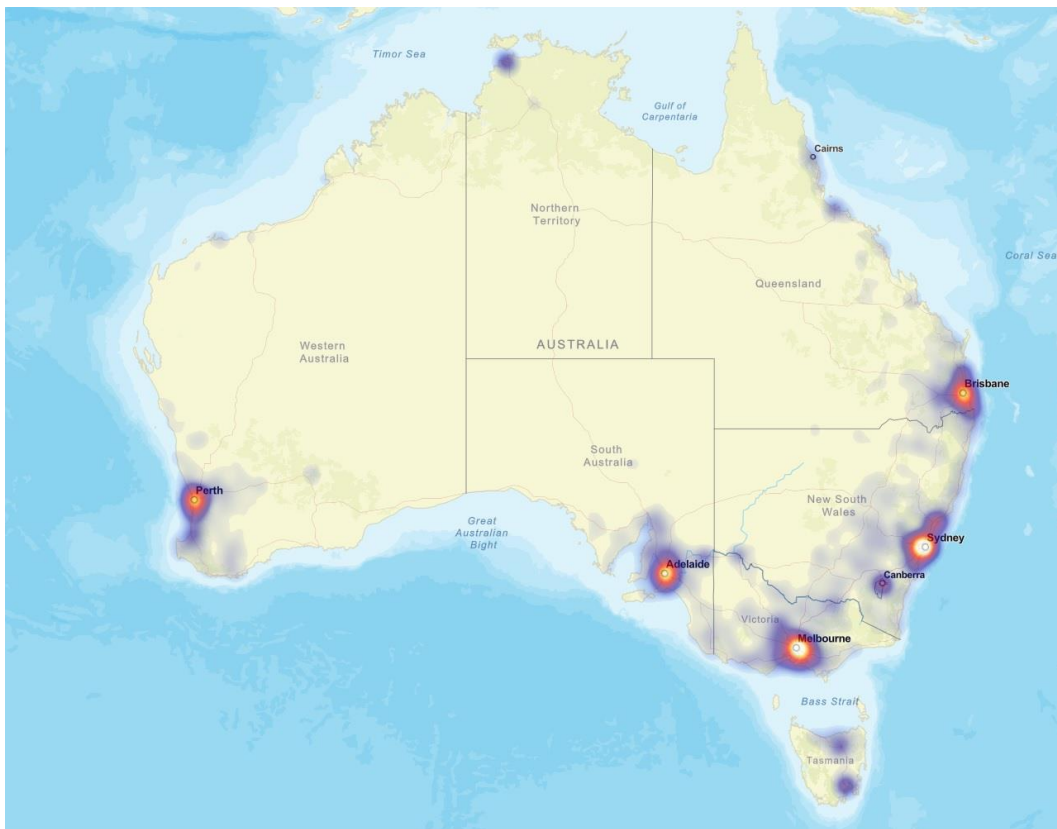 Timor Sea
Gulf of
Carpentaria
Cairns
Northern
Territory
Coral Sea
Queensland
Western
Australia
AUSTRALIA
Brisbane
South
Australia
Perth
New South
Wales
Great
Australian
Bight
Sydney
Adelaide
Canberra
Victoria
Melbourne
Bass Strait
Tasmania